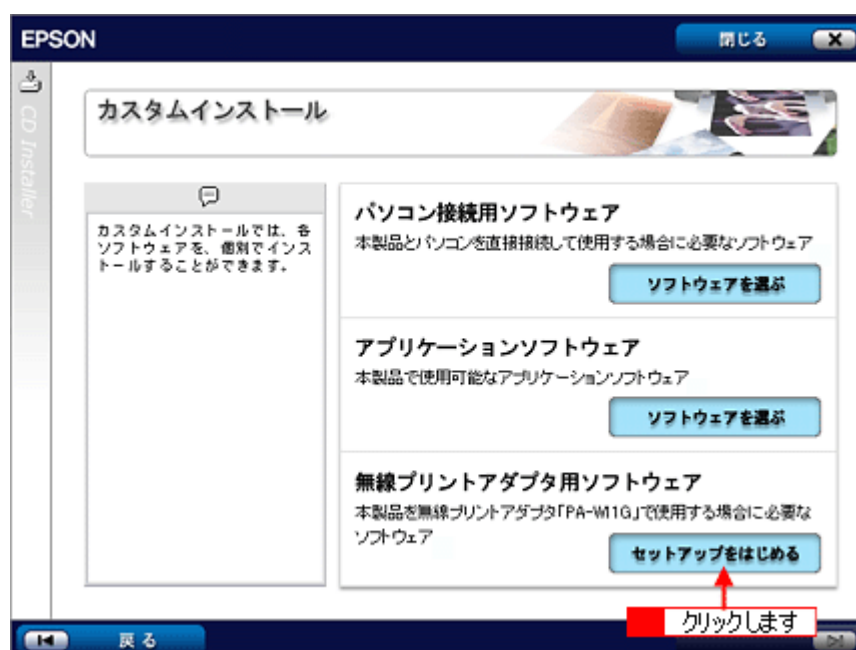 EPSON
閉じる
CD Installer
カスタムインストール
カスタムインストールでは、各
ソフトウェアを、個別でインス
トールすることができます。
パソコン接続用ソフトウェア
本製品とパソコンを直接接続して使用する場合に必要なソフトウェア
ソフトウェアを選ぶ
アプリケーションソフトウェア
本製品で使用可能なアプリケーションソフトウェア
ソフトウェアを選ぶ
無線プリントアダプタ用ソフトウェア
本製品を無線プリントアダプタ「PA-W11G」で使用する場合に必要な
ソフトウェア
セットアップをはじめる
クリックします
戻る